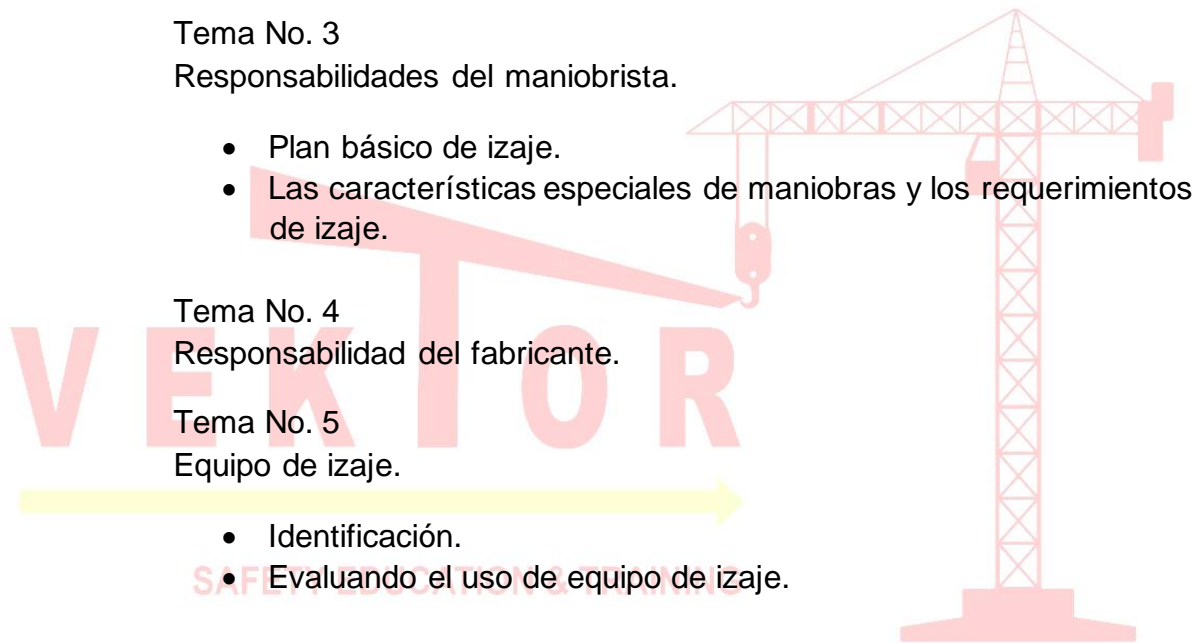 Tema No. 3
Responsabilidades del maniobrista.
• Plan básico de izaje.
• Las características especiales de maniobras y los requerimientos
de izaje.
Tema No. 4
Responsabilidad del fabricante.
VEKTOR
Tema No. 5
Equipo de izaje.
• Identificación.
• Evaluando el uso de equipo de izaje.
SAFETY EDUCATION & TRAINING